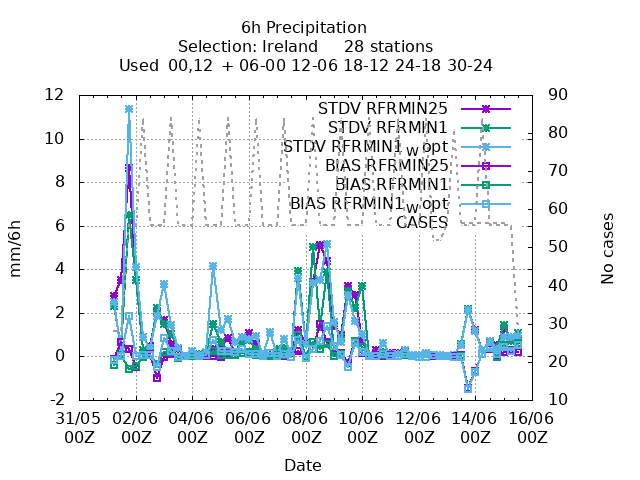 6h Precipitation
Selection: Ireland 28 stations
Used 00,12 + 06-00 12-06 18-12 24-18 30-24
12
10
8
6
4
2
0
-2
mm/6h
90
80
70
60
50
40
30
20
10
No cases
STDV RFRMIN25
STDV RFRMIN1
STDV RFRMIN1_w opt
BIAS RFRMIN25
BIAS RFRMIN1
BIAS RFRMIN1_w opt
CASES
31/05 02/06 04/06 06/06 08/06 10/06 12/06 14/06 16/06
00Z 00Z 00Z 00Z 00Z 00Z 00Z 00Z 00Z
Date